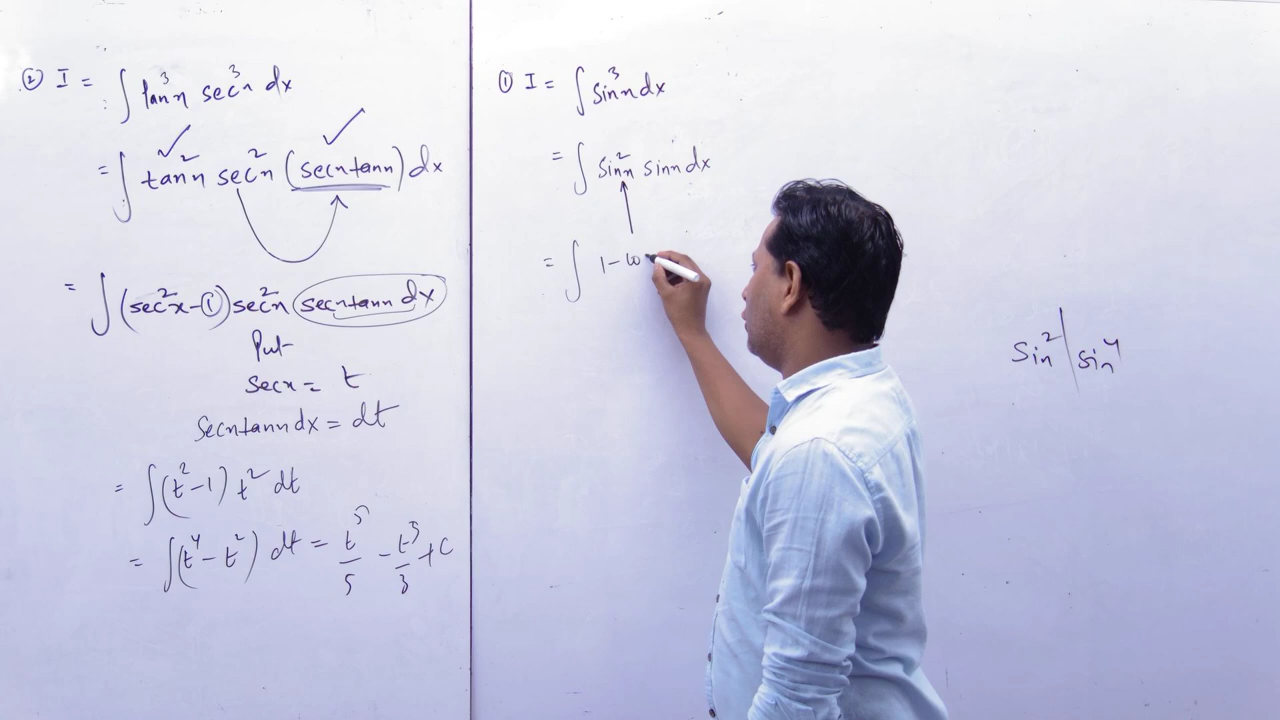 ② I = ∫ tan³x sec³x dx
= ∫ tan²x sec²x (secx tanx) dx
= ∫ (sec²x - ①) sec²x (secx tanx dx)
Put
secx = t
secx tanx dx = dt
= ∫ (t² - 1) t² dt
= ∫ (t⁴ - t²) dt = t⁵/5 - t³/3 + C
① I = ∫ sin³x dx
= ∫ sin²x sinx dx
= ∫ 1 - co
sin²x | sin⁴x